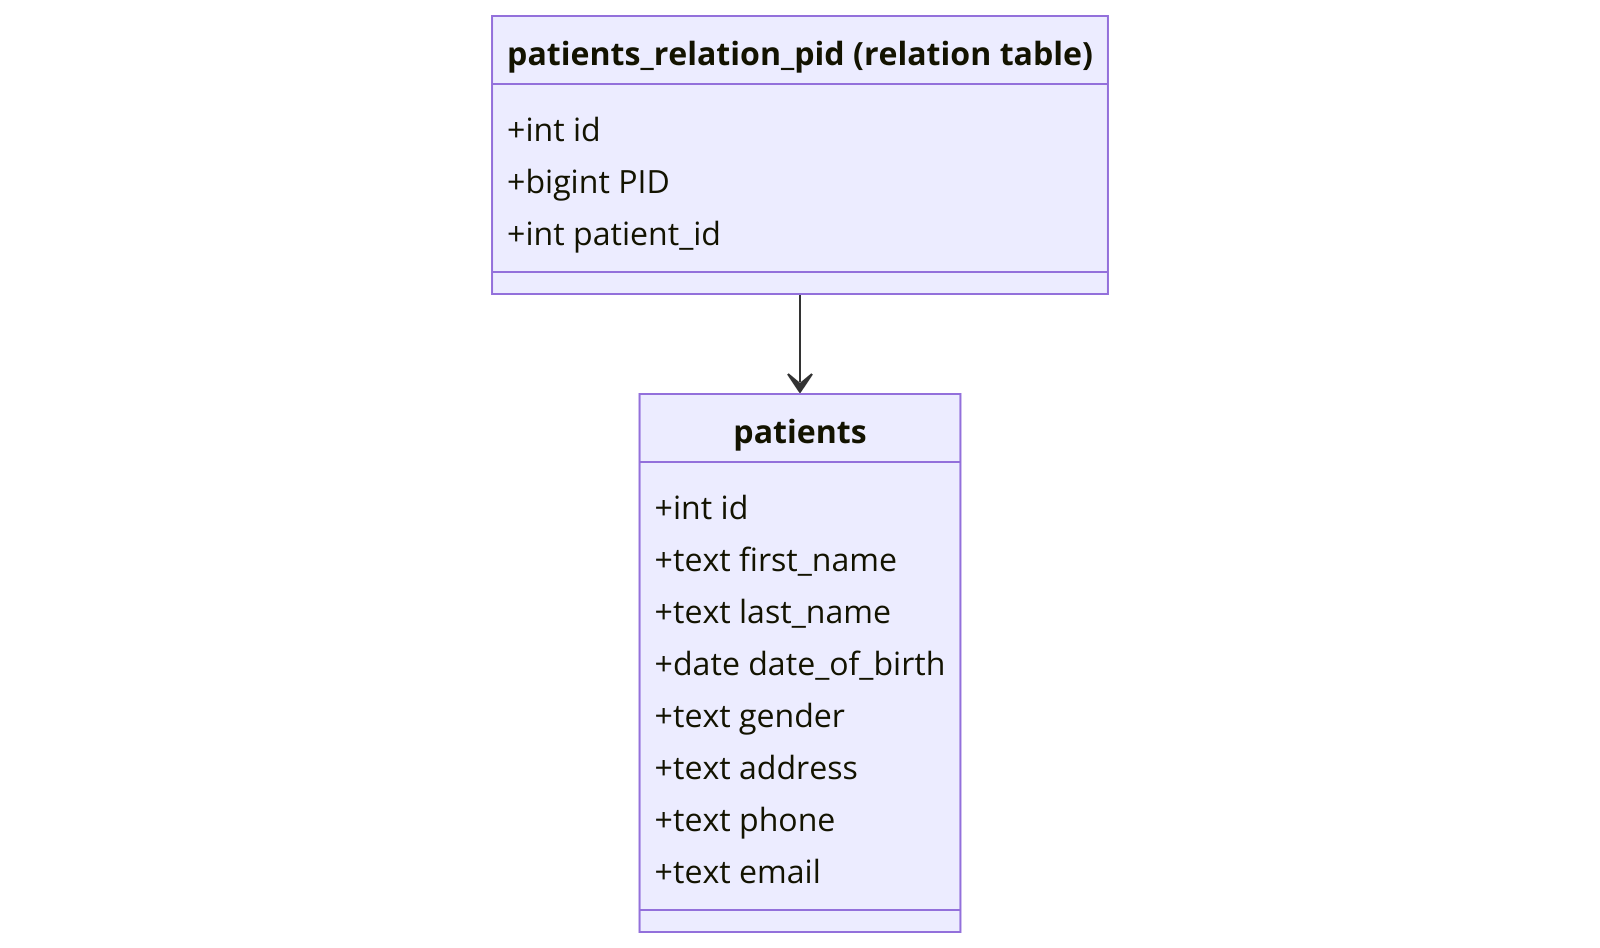 patients_relation_pid (relation table)
+int id
+bigint PID
+int patient_id
patients
+int id
+text first_name
+text last_name
+date date_of_birth
+text gender
+text address
+text phone
+text email